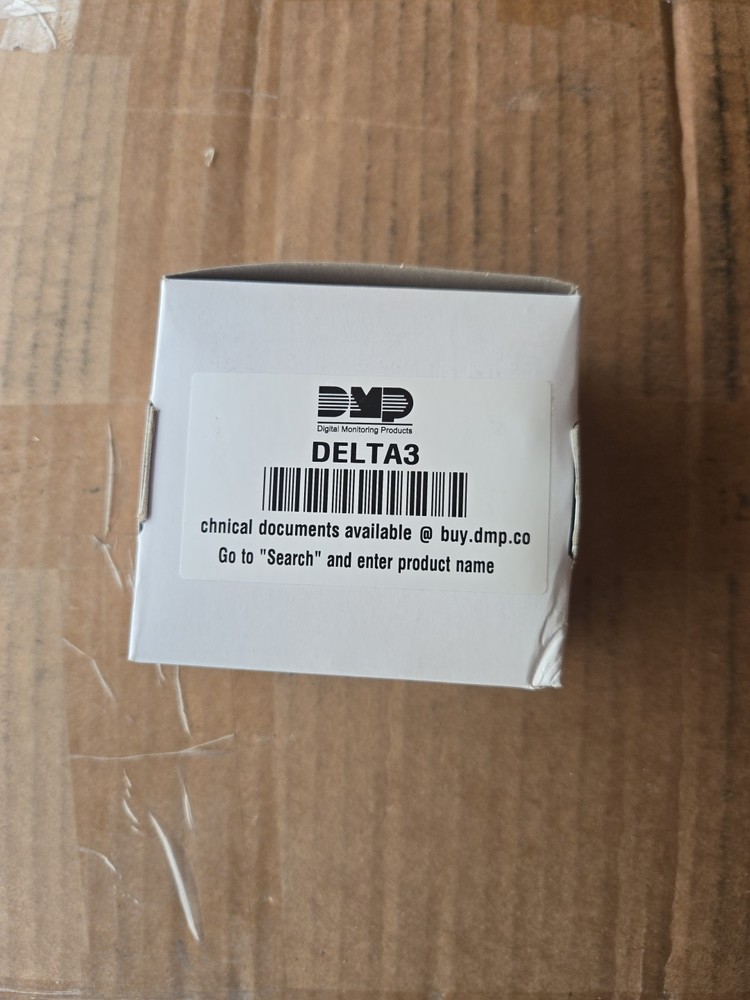 DMP
Digital Monitoring Products
DELTA3
chnical documents available @ buy.dmp.co
Go to "Search" and enter product name